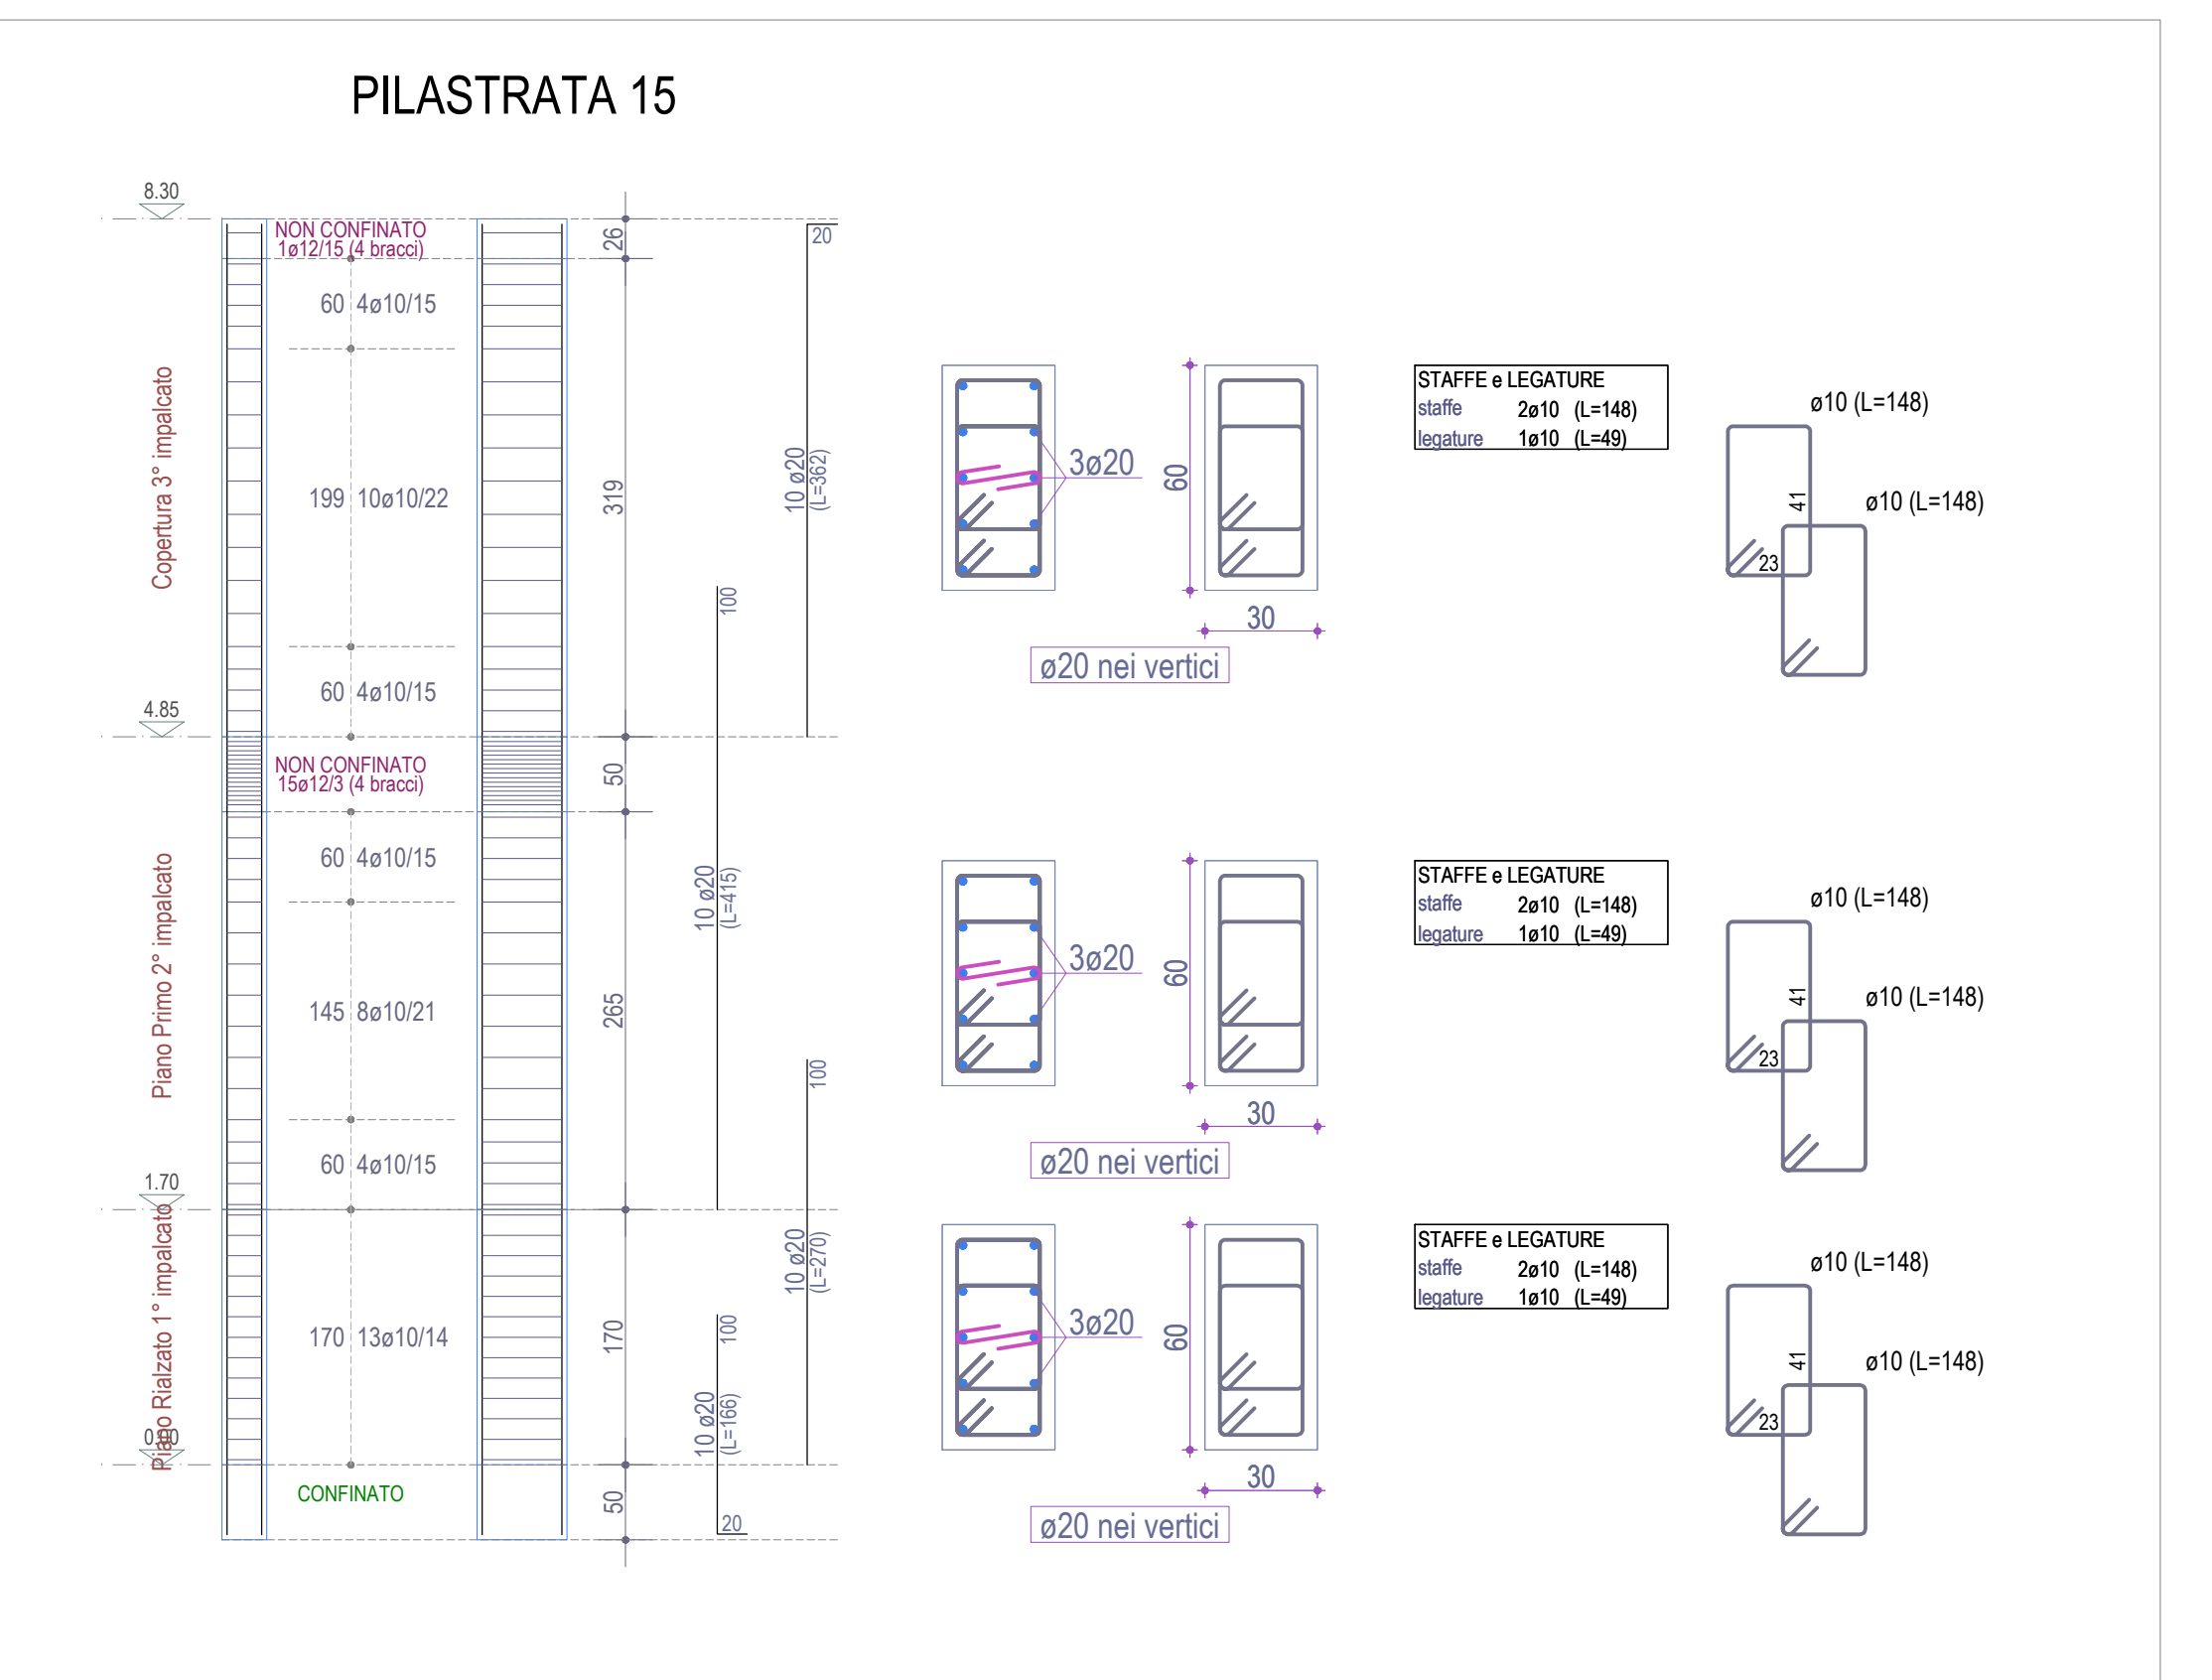 PILASTRATA 15
8.30
NON CONFINATO
1ø12/15 (4 bracci)
26
20
60 4ø10/15
Copertura 3° impalcato
199 10ø10/22
319
10 ø20
(L=362)
100
60 4ø10/15
4.85
NON CONFINATO
15ø12/3 (4 bracci)
50
60 4ø10/15
Piano Primo 2° impalcato
145 8ø10/21
265
10 ø20
(L=415)
100
60 4ø10/15
1.70
Piano Rialzato 1° impalcato
170 13ø10/14
170
10 ø20
(L=270)
100
10 ø20
(L=166)
CONFINATO
50
20
3ø20
60
30
ø20 nei vertici
STAFFE e LEGATURE
staffe 2ø10 (L=148)
legature 1ø10 (L=49)
ø10 (L=148)
41
23
ø10 (L=148)
3ø20
60
30
ø20 nei vertici
STAFFE e LEGATURE
staffe 2ø10 (L=148)
legature 1ø10 (L=49)
ø10 (L=148)
41
23
ø10 (L=148)
3ø20
60
30
ø20 nei vertici
STAFFE e LEGATURE
staffe 2ø10 (L=148)
legature 1ø10 (L=49)
ø10 (L=148)
41
23
ø10 (L=148)